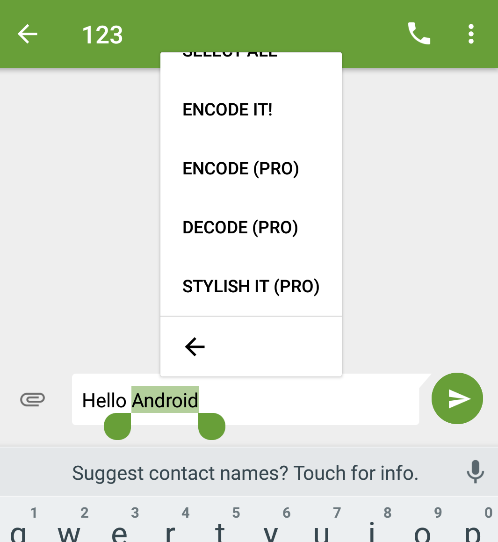 123
SELECT ALL
ENCODE IT!
ENCODE (PRO)
DECODE (PRO)
STYLISH IT (PRO)
Hello Android
Suggest contact names? Touch for info.
1 2 3 4 5 6 7 8 9 0
q w e r t y u i o p